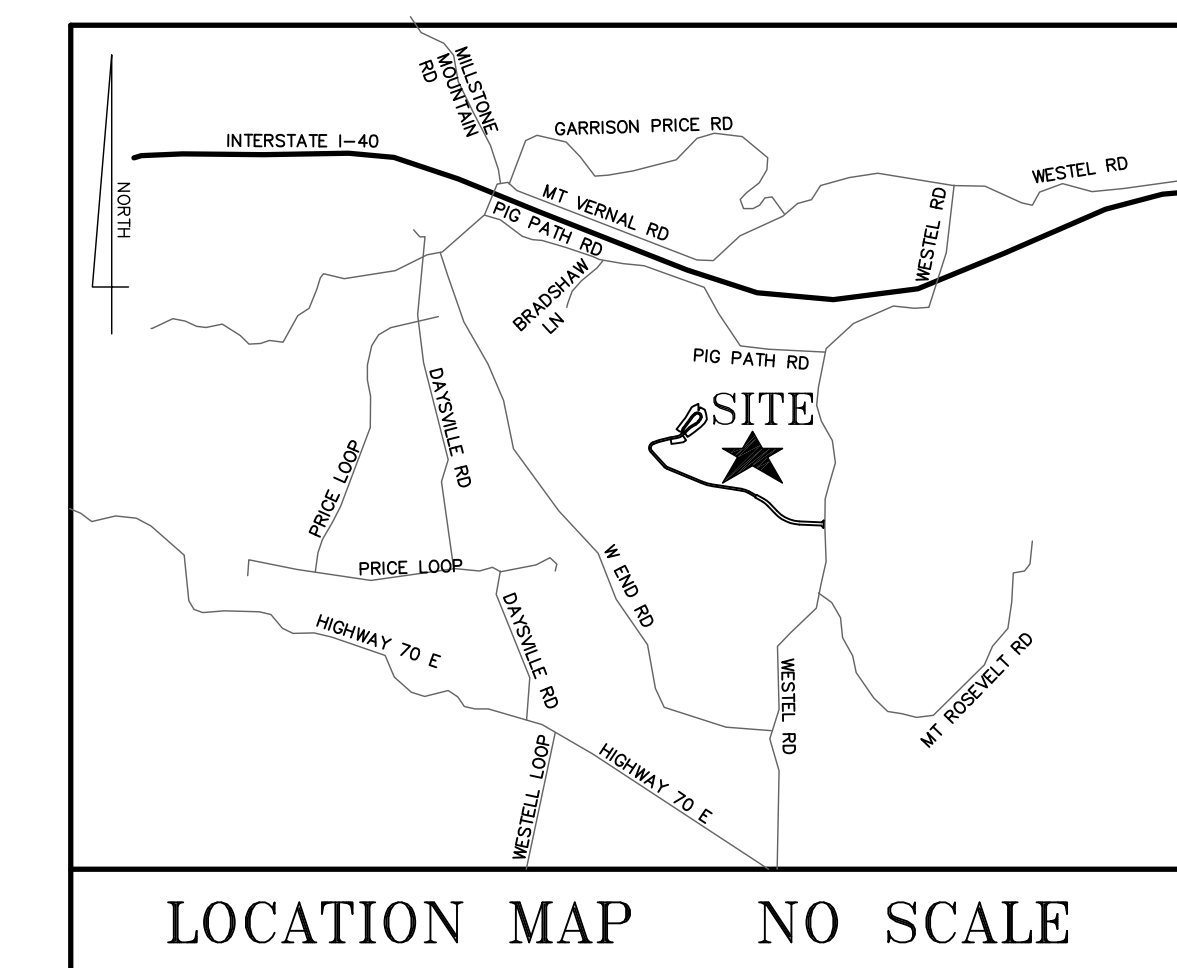 MILLSTONE
MOUNTAIN
RD
GARRISON PRICE RD
INTERSTATE I-40
WESTEL RD
NORTH
MT VERNAL RD
PIG PATH RD
WESTEL RD
BRADSHAW
LN
PIG PATH RD
SITE
DAYSVILLE RD
PRICE LOOP
PRICE LOOP
W END RD
DAYSVILLE RD
HIGHWAY 70 E
WESTEL RD
MT ROSEVELT RD
WESTELL LOOP
HIGHWAY 70 E
LOCATION MAP NO SCALE